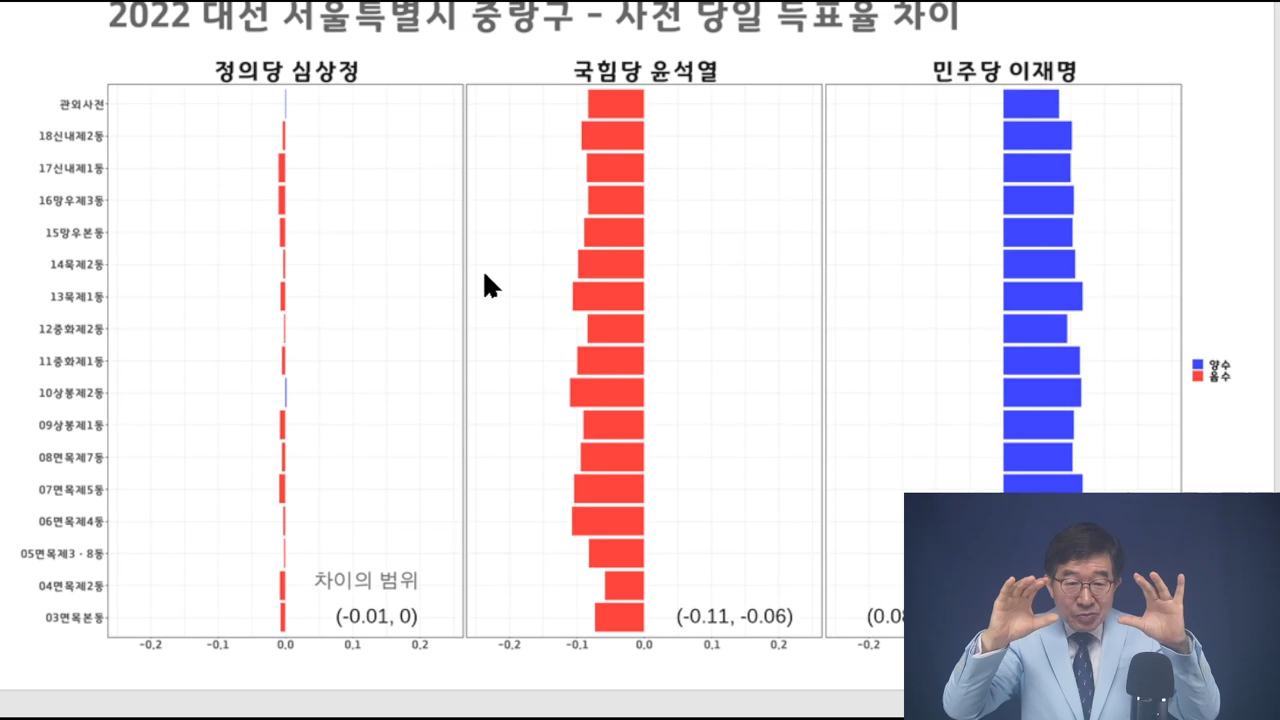 2022 대선 서울특별시 중랑구 - 사전 당일 득표율 차이
정의당 심상정
국힘당 윤석열
민주당 이재명
관외사전
18신내제2동
17신내제1동
16망우제3동
15망우본동
14묵제2동
13묵제1동
12중화제2동
11중화제1동
10상봉제2동
09상봉제1동
08면목제7동
07면목제5동
06면목제4동
05면목제3·8동
04면목제2동
03면목본동
양수
음수
차이의 범위
(-0.01, 0)
(-0.11, -0.06)
(0.0
-0.2 -0.1 0.0 0.1 0.2
-0.2 -0.1 0.0 0.1 0.2
-0.2